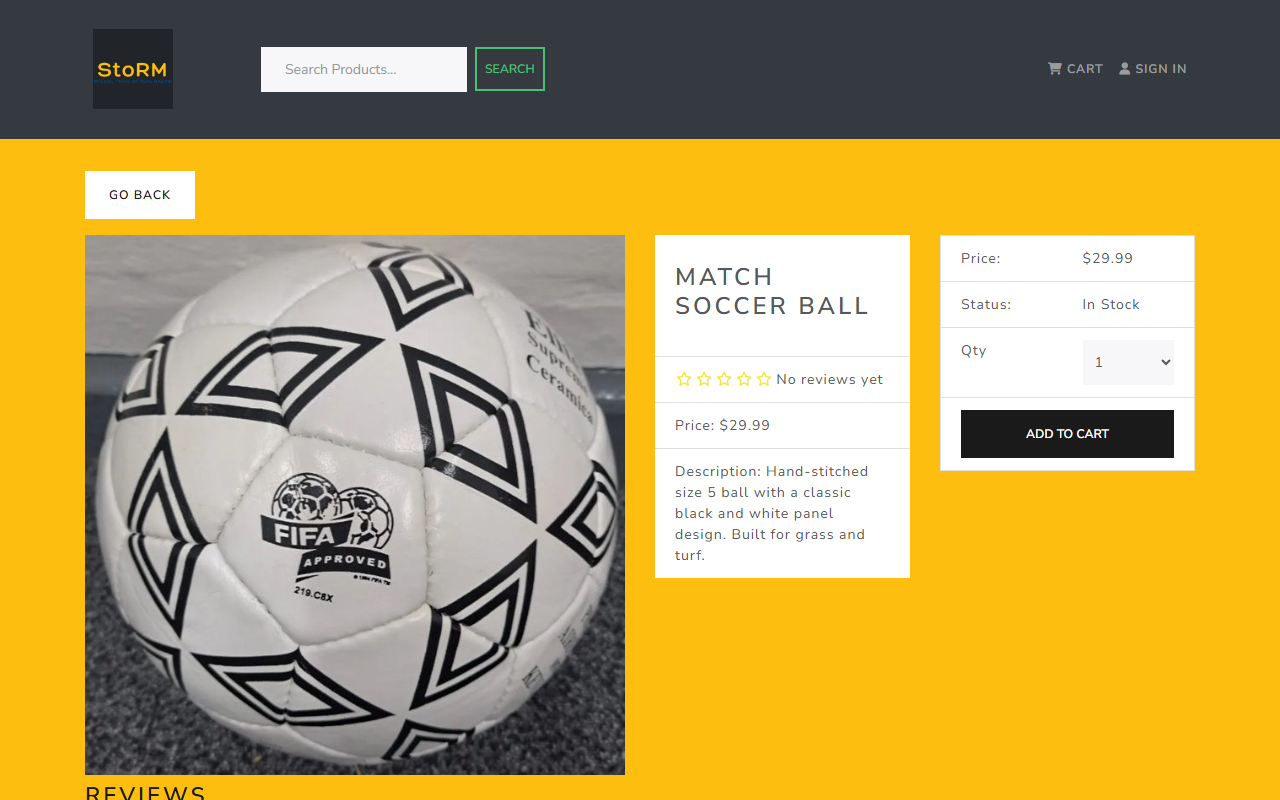 StoRM
Search Products...
SEARCH
CART
SIGN IN
GO BACK
Supreme
Ceramica
FIFA
APPROVED
219.C8X
MATCH
SOCCER BALL
No reviews yet
Price: $29.99
Description: Hand-stitched
size 5 ball with a classic
black and white panel
design. Built for grass and
turf.
Price: $29.99
Status: In Stock
Qty 1
ADD TO CART
REVIEWS